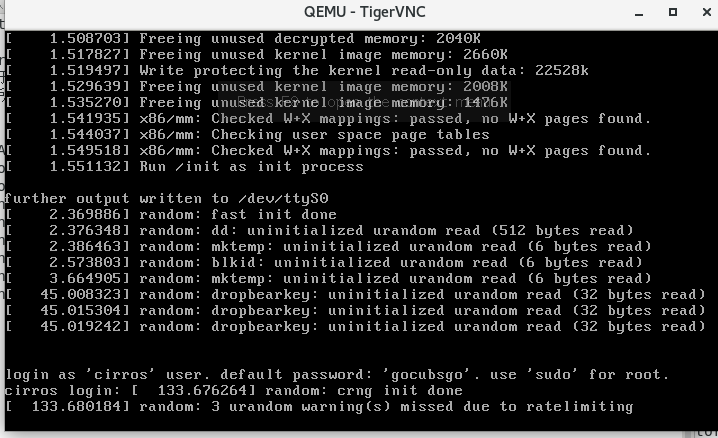 QEMU - TigerVNC
[    1.508703] Freeing unused decrypted memory: 2040K
[    1.517827] Freeing unused kernel image memory: 2660K
[    1.519497] Write protecting the kernel read-only data: 22528k
[    1.529639] Freeing unused kernel image memory: 2008K
[    1.535270] Freeing unused kernel image memory: 1476K
[    1.541935] x86/mm: Checked W+X mappings: passed, no W+X pages found.
[    1.544037] x86/mm: Checking user space page tables
[    1.549518] x86/mm: Checked W+X mappings: passed, no W+X pages found.
[    1.551132] Run /init as init process
further output written to /dev/ttyS0
[    2.369886] random: fast init done
[    2.376348] random: dd: uninitialized urandom read (512 bytes read)
[    2.386463] random: mktemp: uninitialized urandom read (6 bytes read)
[    2.573803] random: blkid: uninitialized urandom read (6 bytes read)
[    3.664905] random: mktemp: uninitialized urandom read (6 bytes read)
[   45.008323] random: dropbearkey: uninitialized urandom read (32 bytes read)
[   45.015304] random: dropbearkey: uninitialized urandom read (32 bytes read)
[   45.019242] random: dropbearkey: uninitialized urandom read (32 bytes read)
login as 'cirros' user. default password: 'gocubsgo'. use 'sudo' for root.
cirros login: [  133.676264] random: crng init done
[  133.680184] random: 3 urandom warning(s) missed due to ratelimiting